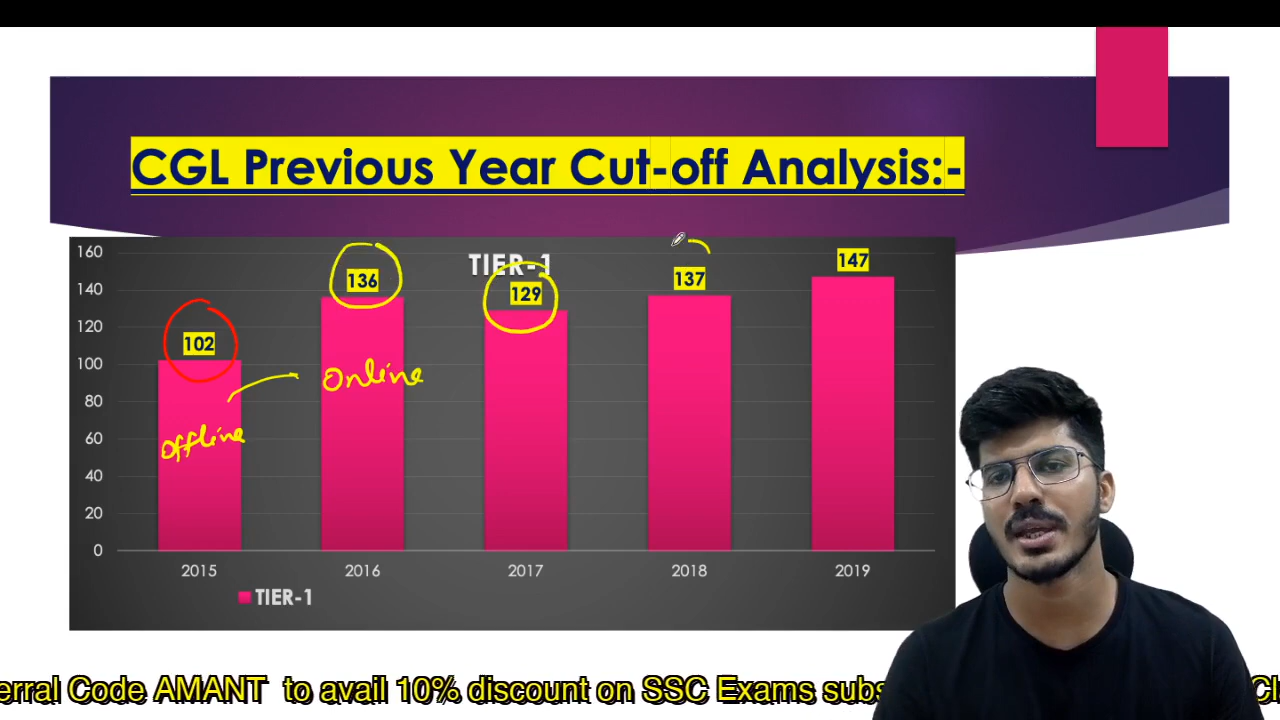 CGL Previous Year Cut-off Analysis:-
TIER-1
160
140
120
100
80
60
40
20
0
102
136
129
137
147
Offline
Online
2015 2016 2017 2018 2019
TIER-1
erral Code AMANT to avail 10% discount on SSC Exams subs